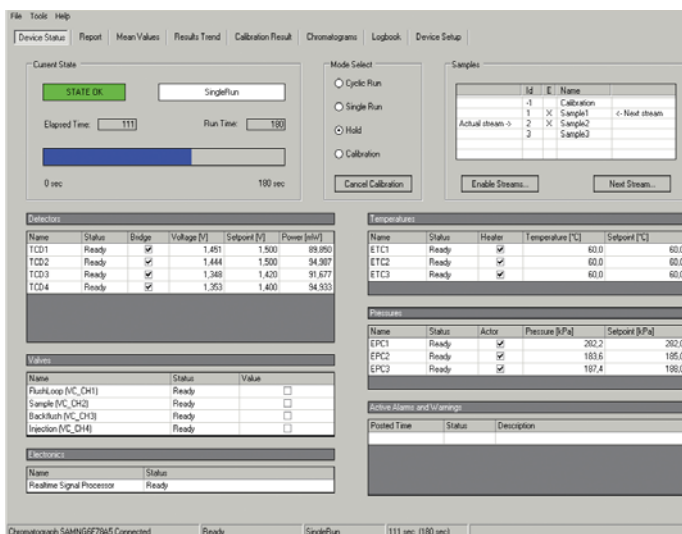 File Tools Help
Device Status Report Mean Values Results Trend Calibration Result Chromatograms Logbook Device Setup
Current State
STATE OK SingleRun
Elapsed Time: 111 Run Time: 180
0 sec 180 sec
Mode Select
Cyclic Run
Single Run
Hold
Calibration
Cancel Calibration
Samples
Id E Name
-1 Calibration
1 X Sample1 <- Next stream
Actual stream -> 2 X Sample2
3 Sample3
Enable Streams... Next Stream...
Detectors
Name Status Bridge Voltage [V] Setpoint [V] Power [mW]
TCD1 Ready 1,451 1,500 89,850
TCD2 Ready 1,444 1,500 94,987
TCD3 Ready 1,348 1,420 91,677
TCD4 Ready 1,353 1,400 94,933
Temperatures
Name Status Heater Temperature [°C] Setpoint [°C]
ETC1 Ready 60,0 60,0
ETC2 Ready 60,0 60,0
ETC3 Ready 60,0 60,0
Pressures
Name Status Actor Pressure [kPa] Setpoint [kPa]
EPC1 Ready 202,2 202,0
EPC2 Ready 183,6 185,0
EPC3 Ready 187,4 188,0
Valves
Name Status Value
FlushLoop (VC_CH1) Ready
Sample (VC_CH2) Ready
Backflush (VC_CH3) Ready
Injection (VC_CH4) Ready
Active Alarms and Warnings
Posted Time Status Description
Electronics
Name Status
Realtime Signal Processor Ready
Chromatograph Connected Ready SingleRun 111 sec. (180 sec)